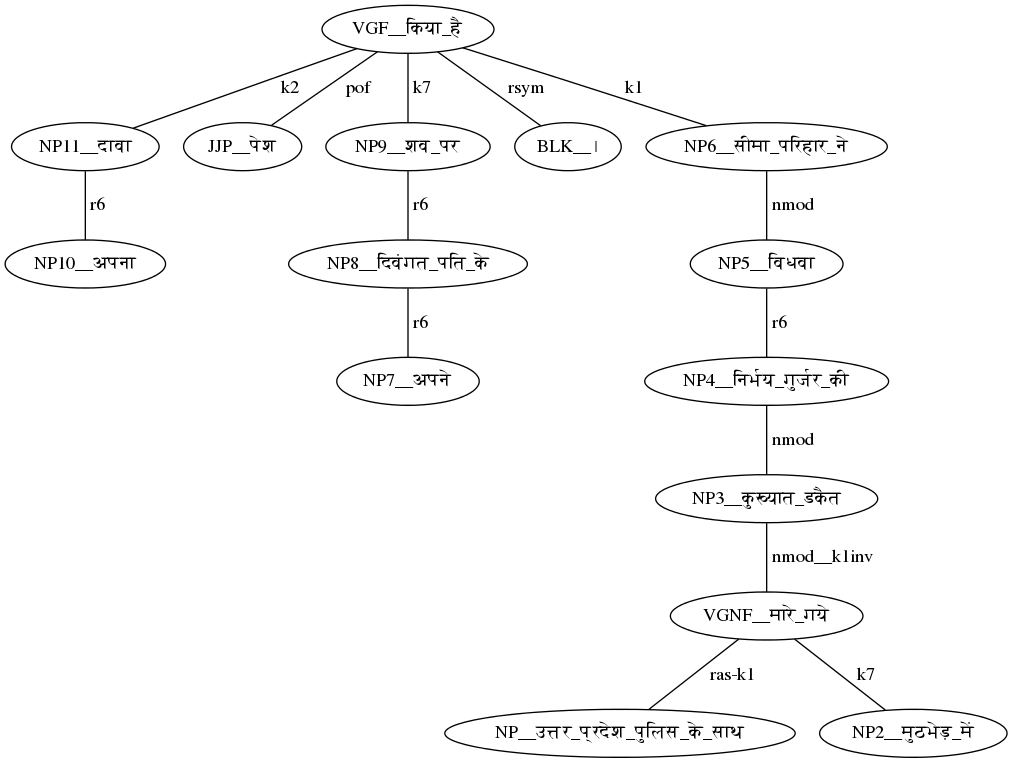 VGF__किया_है
k2
pof
k7
rsym
k1
NP11__दावा
JJP__पेश
NP9__शव_पर
BLK__।
NP6__सीमा_परिहार_ने
r6
r6
nmod
NP10__अपना
NP8__दिवंगत_पति_के
NP5__विधवा
r6
r6
NP7__अपने
NP4__निर्भय_गुर्जर_की
nmod
NP3__कुख्यात_डकैत
nmod__k1inv
VGNF__मारे_गये
ras-k1
k7
NP__उत्तर_प्रदेश_पुलिस_के_साथ
NP2__मुठभेड़_में